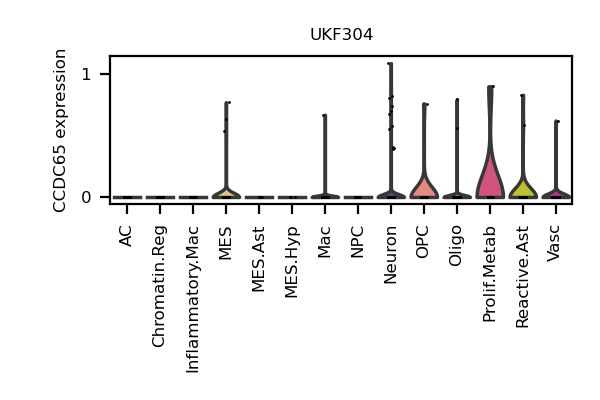 UKF304
CCDC65 expression
1
0
AC
Chromatin.Reg
Inflammatory.Mac
MES
MES.Ast
MES.Hyp
Mac
NPC
Neuron
OPC
Oligo
Prolif.Metab
Reactive.Ast
Vasc